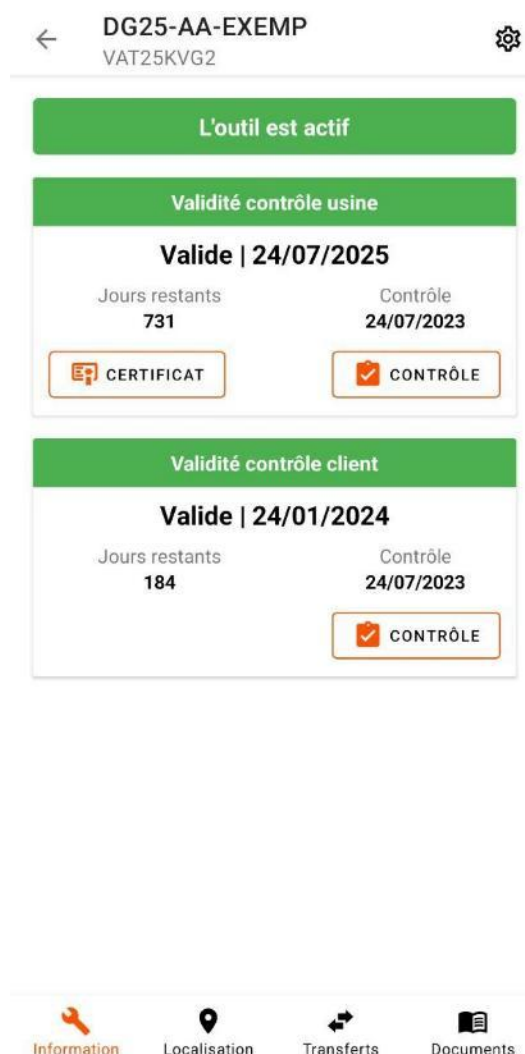 DG25-AA-EXEMP
VAT25KVG2
L'outil est actif
Validité contrôle usine
Valide | 24/07/2025
Jours restants Contrôle
731 24/07/2023
CERTIFICAT CONTRÔLE
Validité contrôle client
Valide | 24/01/2024
Jours restants Contrôle
184 24/07/2023
CONTRÔLE
Information Localisation Transferts Documents